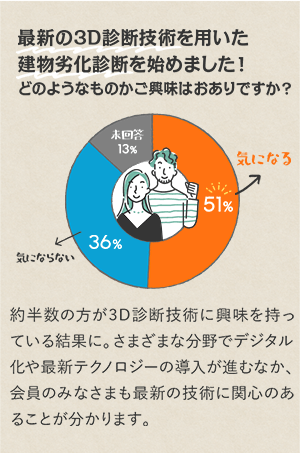 最新の3D診断技術を用いた
建物劣化診断を始めました！
どのようなものかご興味はおありですか？
未回答
13%
気になる
51%
36%
気にならない
約半数の方が3D診断技術に興味を持っ
ている結果に。さまざまな分野でデジタル
化や最新テクノロジーの導入が進むなか、
会員のみなさまも最新の技術に関心のあ
ることが分かります。